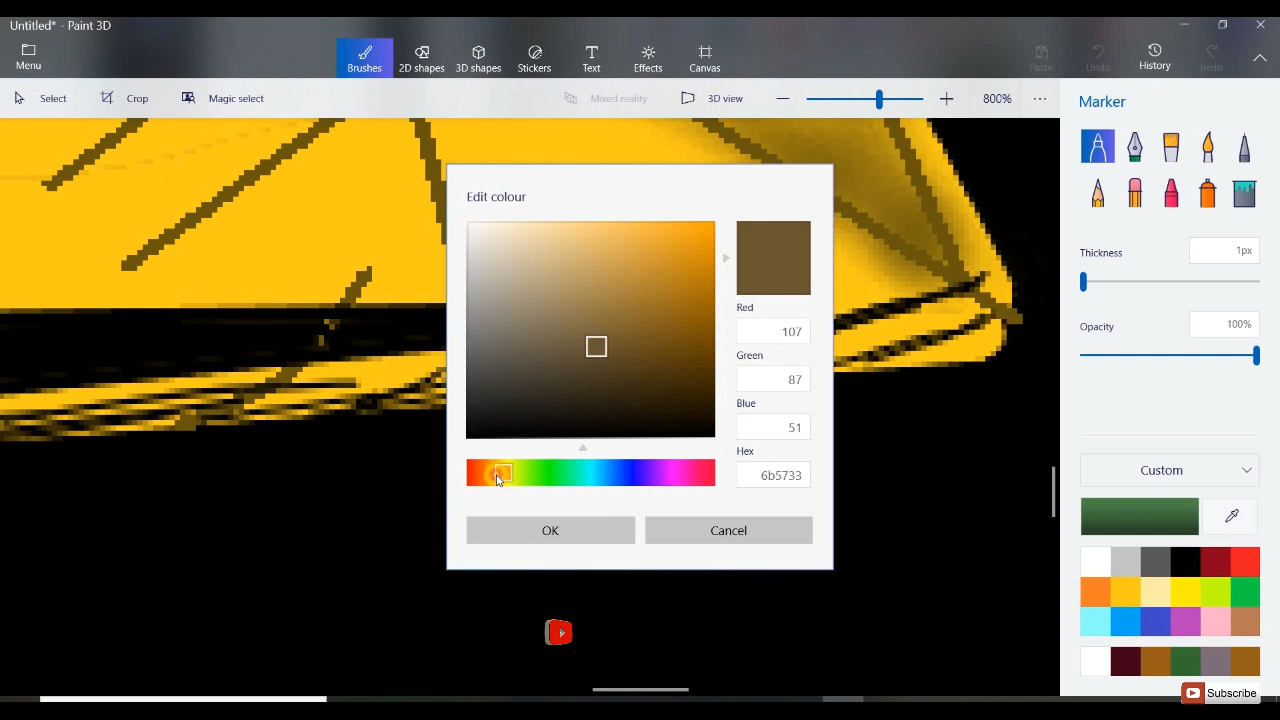 Untitled* - Paint 3D
Menu
Brushes
2D shapes
3D shapes
Stickers
Text
Effects
Canvas
Paste
Undo
History
Redo
Select
Crop
Magic select
Mixed reality
3D view
800%
Marker
Thickness
1px
Opacity
100%
Custom
Edit colour
Red
107
Green
87
Blue
51
Hex
6b5733
OK
Cancel
Subscribe